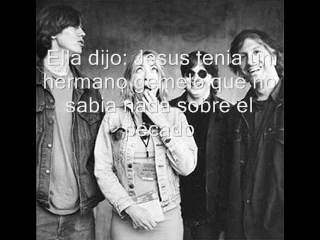 Ella dijo: Jesus tenia un
hermano gemelo que no
sabia nada sobre el
pecado